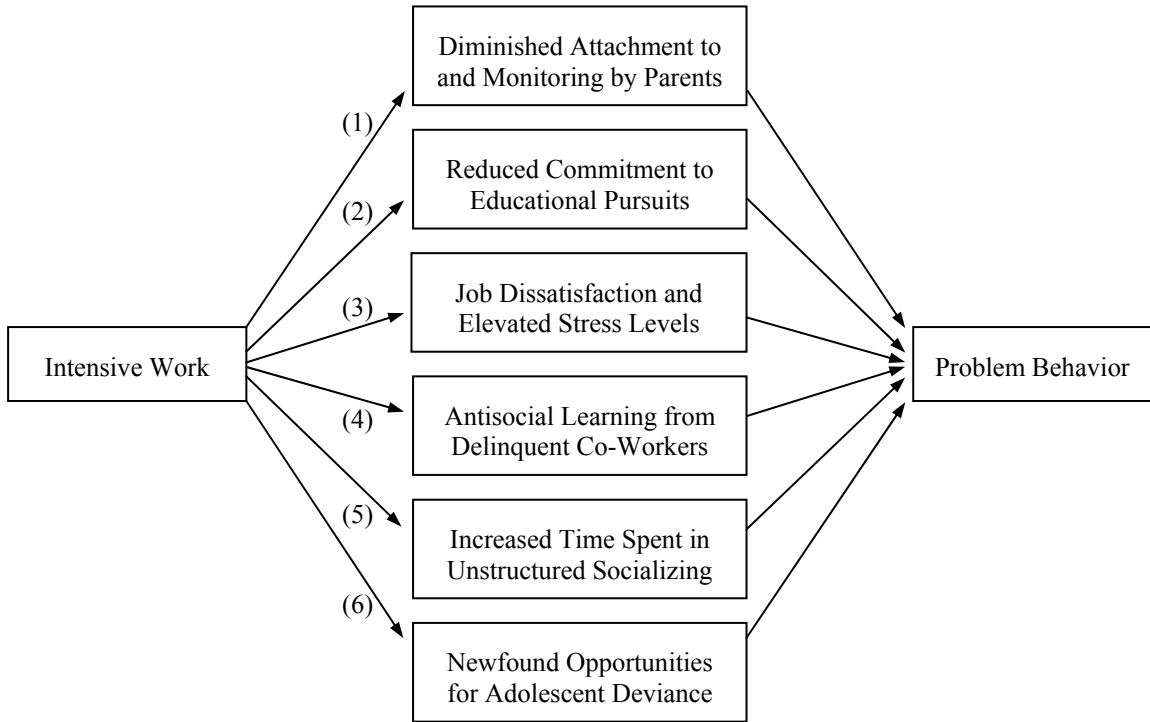 Diminished Attachment to
and Monitoring by Parents
(1)
Reduced Commitment to
Educational Pursuits
(2)
Job Dissatisfaction and
Elevated Stress Levels
(3)
Intensive Work
Problem Behavior
Antisocial Learning from
Delinquent Co-Workers
(4)
Increased Time Spent in
Unstructured Socializing
(5)
Newfound Opportunities
for Adolescent Deviance
(6)